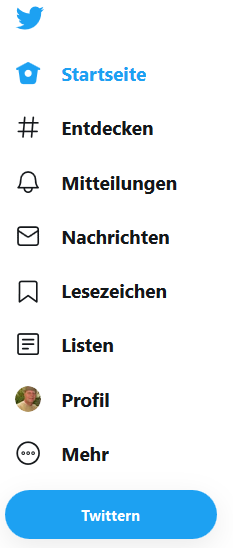 Startseite
Entdecken
Mitteilungen
Nachrichten
Lesezeichen
Listen
Profil
Mehr
Twittern